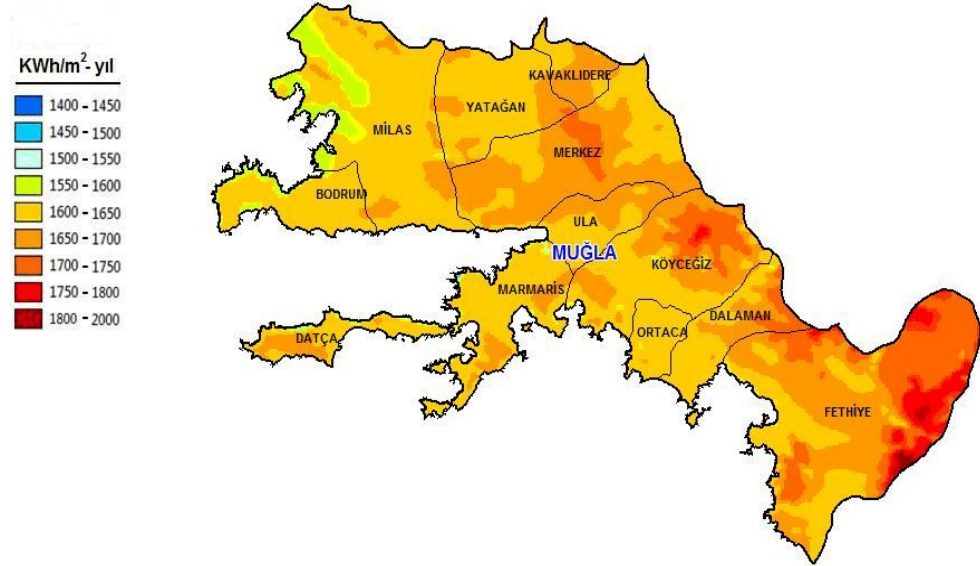 KWh/m²- yıl
1400 - 1450
1450 - 1500
1500 - 1550
1550 - 1600
1600 - 1650
1650 - 1700
1700 - 1750
1750 - 1800
1800 - 2000
KAVAKLIDERE
YATAĞAN
MİLAS
MERKEZ
BODRUM
ULA
MUĞLA
KÖYCEĞİZ
MARMARİS
DALAMAN
ORTACA
DATÇA
FETHİYE